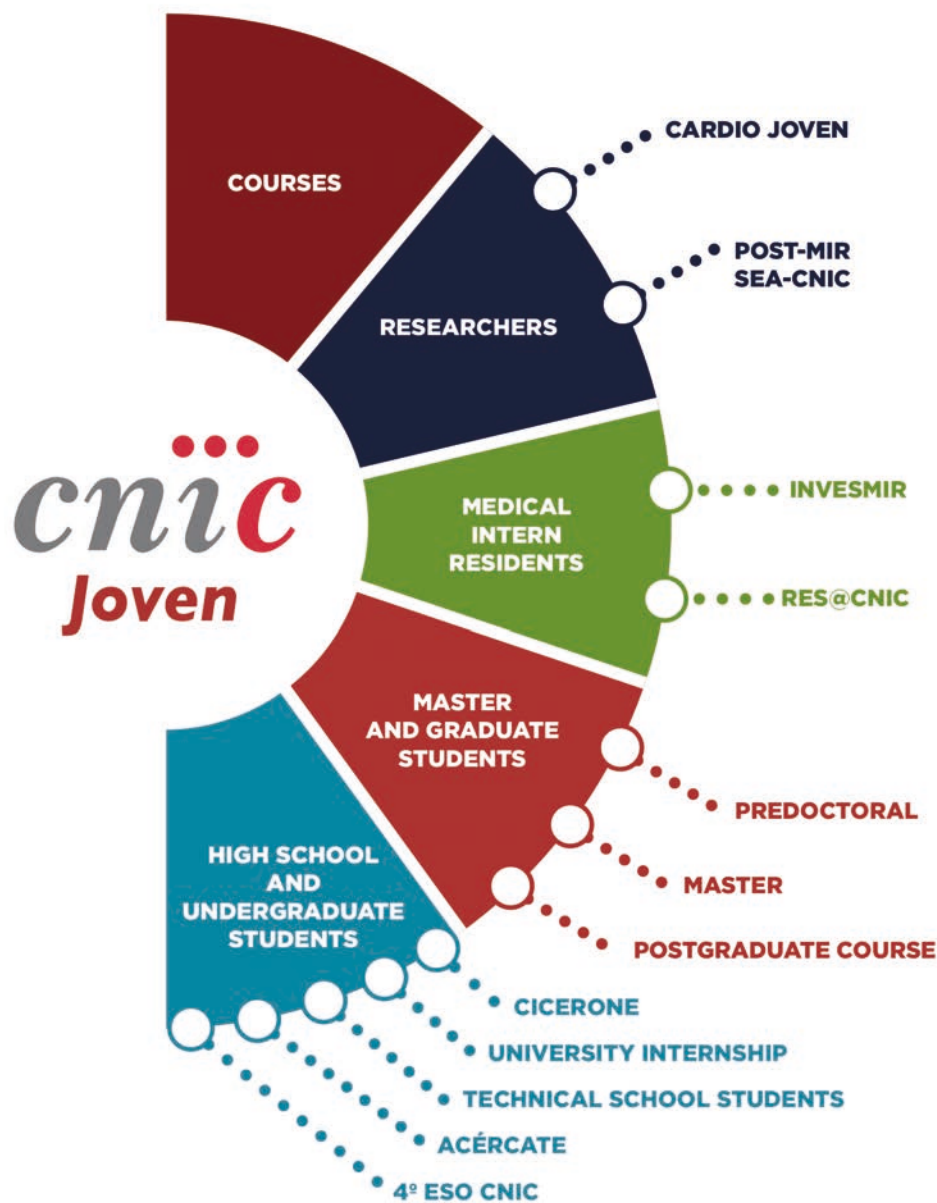 COURSES
CARDIO JOVEN
POST-MIR
SEA-CNIC
RESEARCHERS
cnic
Joven
MEDICAL
INTERN
RESIDENTS
INVESMIR
RES@CNIC
MASTER
AND GRADUATE
STUDENTS
PREDOCTORAL
MASTER
POSTGRADUATE COURSE
HIGH SCHOOL
AND
UNDERGRADUATE
STUDENTS
CICERONE
UNIVERSITY INTERNSHIP
TECHNICAL SCHOOL STUDENTS
ACÉRCATE
4º ESO CNIC